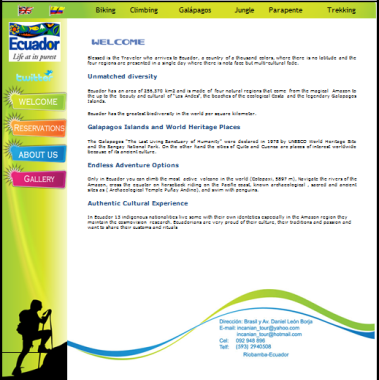 Biking Climbing Galápagos Jungle Parapente Trekking
Ecuador
Life at its purest
twitter
WELCOME
RESERVATIONS
ABOUT US
GALLERY
WELCOME
Blessed is the Traveler who arrives to Ecuador, a country of a thousand colors, where there is no latitude and the
four regions are presented in a single day where there is nota fact but multi-cultural fads.
Unmatched diversity
Ecuador has an area of 256,370 km2 and is made of four natural regions that come from the magical Amazon to
the up to the beauty and cultural of "Los Andes", the beaches of the ecological Coast and the legendary Galapagos
Islands.
Ecuador has the greatest biodiversity in the world per square kilometer.
Galapagos Islands and World Heritage Places
The Galapagos "The Last Living Sanctuary of Humanity" were declared in 1978 by UNESCO World Heritage Site
and the Sangay National Park. On the other hand the cities of Quito and Cuenca are places of interest worldwide
because of its ancient culture.
Endless Adventure Options
Only in Ecuador you can climb the most active volcano in the world (Cotopaxi, 5897 m), Navigate the rivers of the
Amazon, cross the equator on horseback riding on the Pacific coast, known archaeological , sacred and ancient
sites as ( Archaeological Temple Puñay Andino), and swim with penguins.
Authentic Cultural Experience
In Ecuador 13 indigenous nationalities live some with their own identities especially in the Amazon region they
maintain the cosmovision research. Ecuadorians are very proud of their culture, their traditions and passion and
want to share their customs and rituals
Dirección: Brasil y Av. Daniel León Borja
E-mail: incanian_tour@yahoo.com
incanian_tour@hotmail.com
Cel: 092 948 896
Telf: (593) 2940508
Riobamba-Ecuador